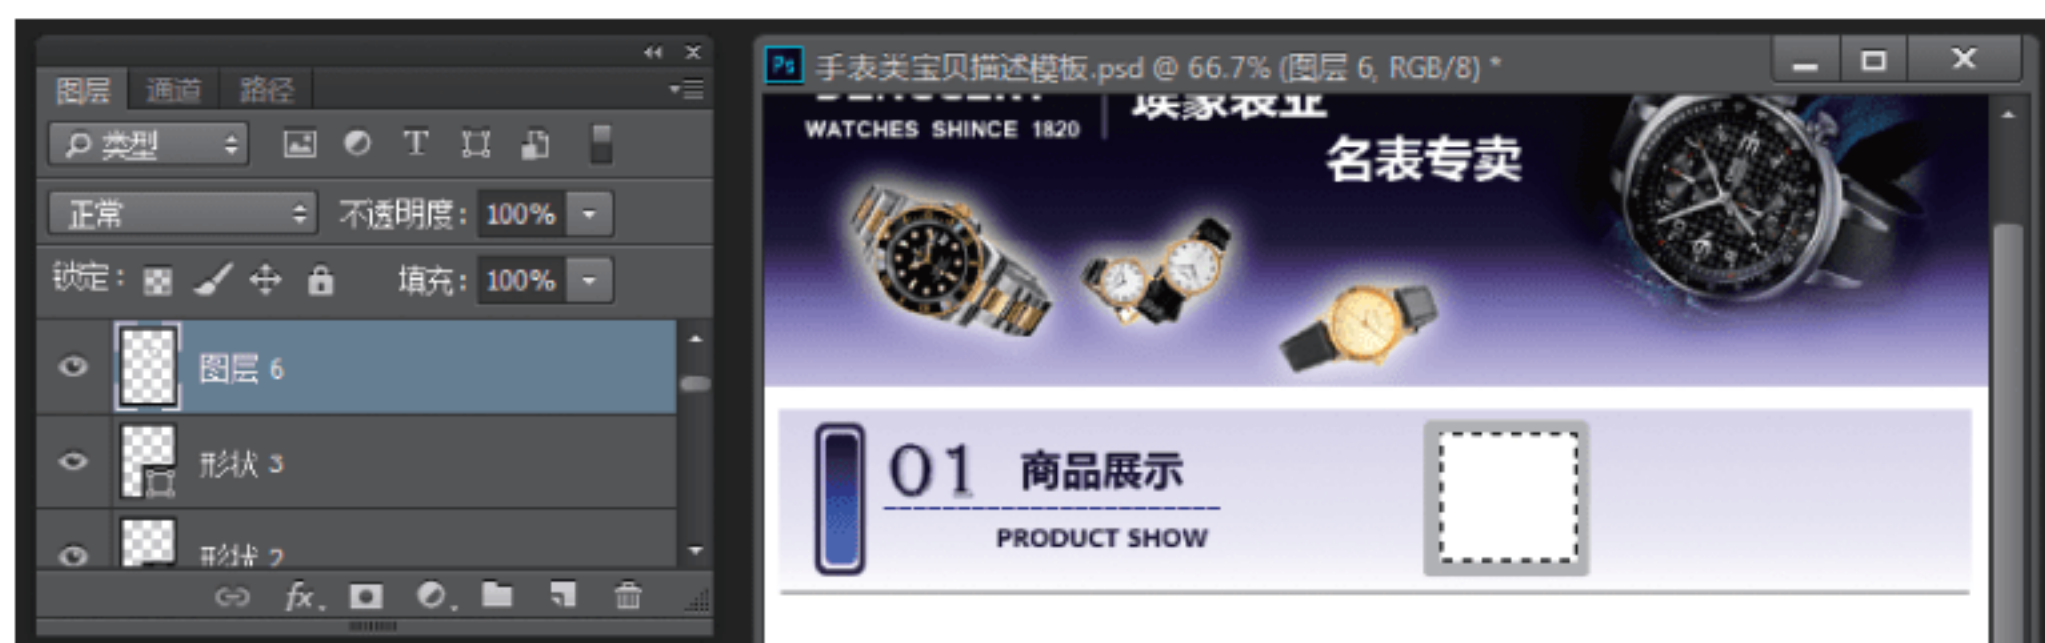 图层 通道 路径
类型
正常 不透明度: 100%
锁定: 填充: 100%
图层 6
形状 3
形状 2
fx
Ps 手表类宝贝描述模板.psd @ 66.7% (图层 6, RGB/8) *
WATCHES SHINCE 1820
名表专卖
01 商品展示
PRODUCT SHOW